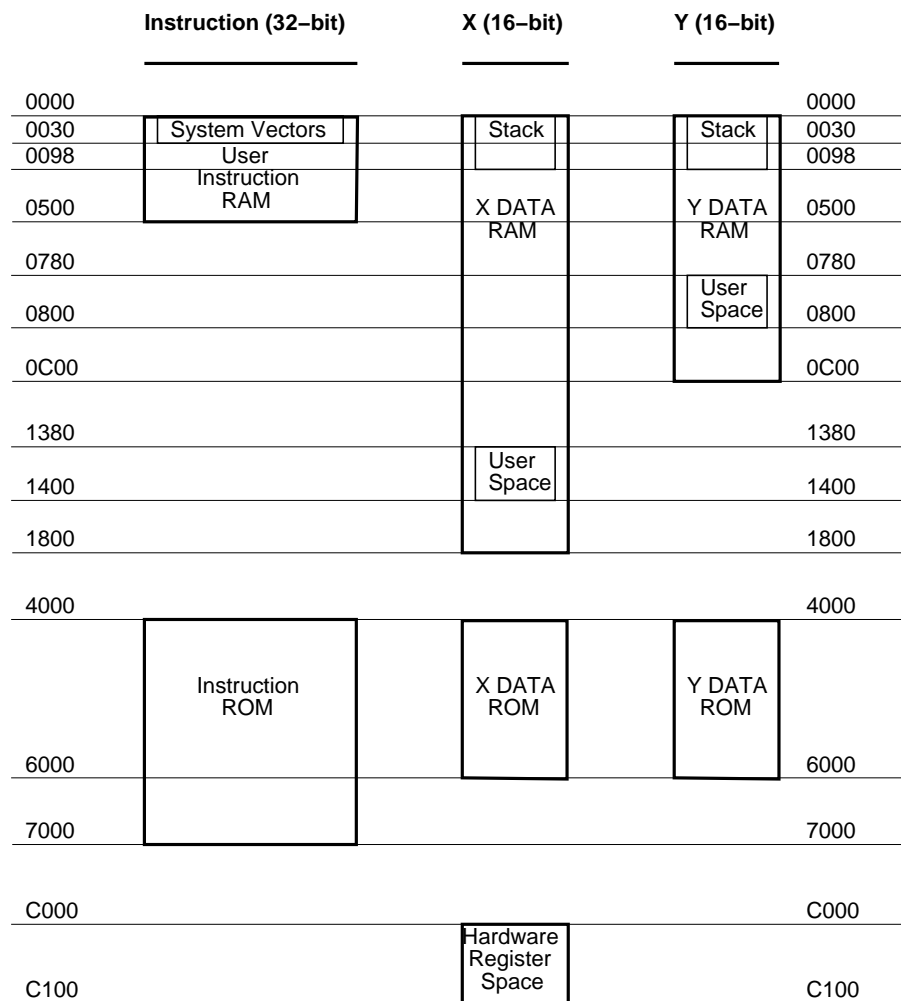 Instruction (32−bit) X (16−bit) Y (16−bit)
0000 0000
0030 System Vectors Stack Stack 0030
0098 User 0098
Instruction
RAM
0500 X DATA Y DATA 0500
RAM RAM
0780 0780
User
0800 Space 0800
0C00 0C00
1380 1380
User
1400 Space 1400
1800 1800
4000 4000
Instruction X DATA Y DATA
ROM ROM ROM
6000 6000
7000 7000
C000 C000
Hardware
Register
Space
C100 C100